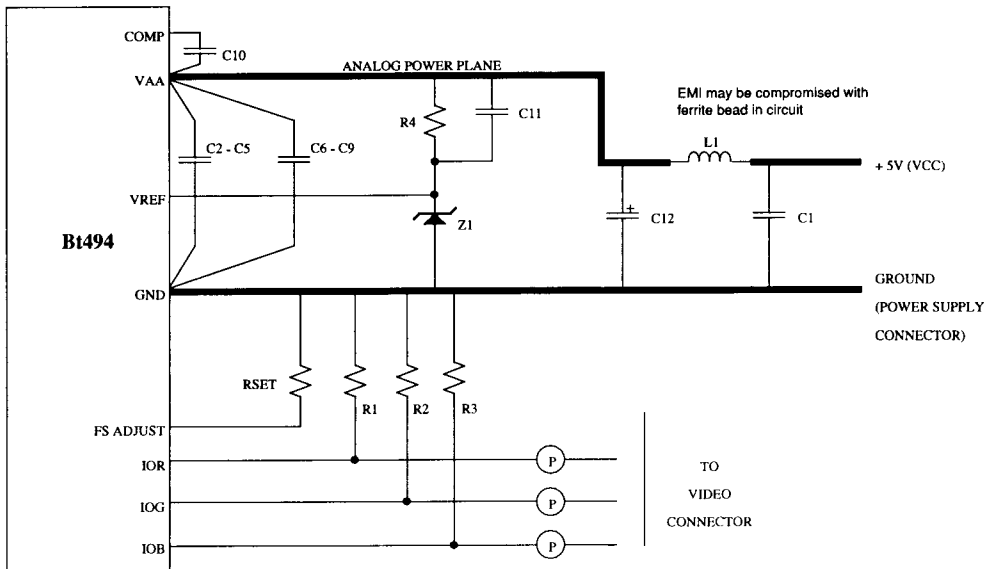 COMP
C10
VAA
ANALOG POWER PLANE
EMI may be compromised with
ferrite bead in circuit
R4
C11
L1
C2 - C5
C6 - C9
+ 5V (VCC)
VREF
Z1
+
C12
C1
Bt494
GND
GROUND
(POWER SUPPLY
CONNECTOR)
RSET
R1
R2
R3
FS ADJUST
IOR
P
TO
IOG
P
VIDEO
CONNECTOR
IOB
P